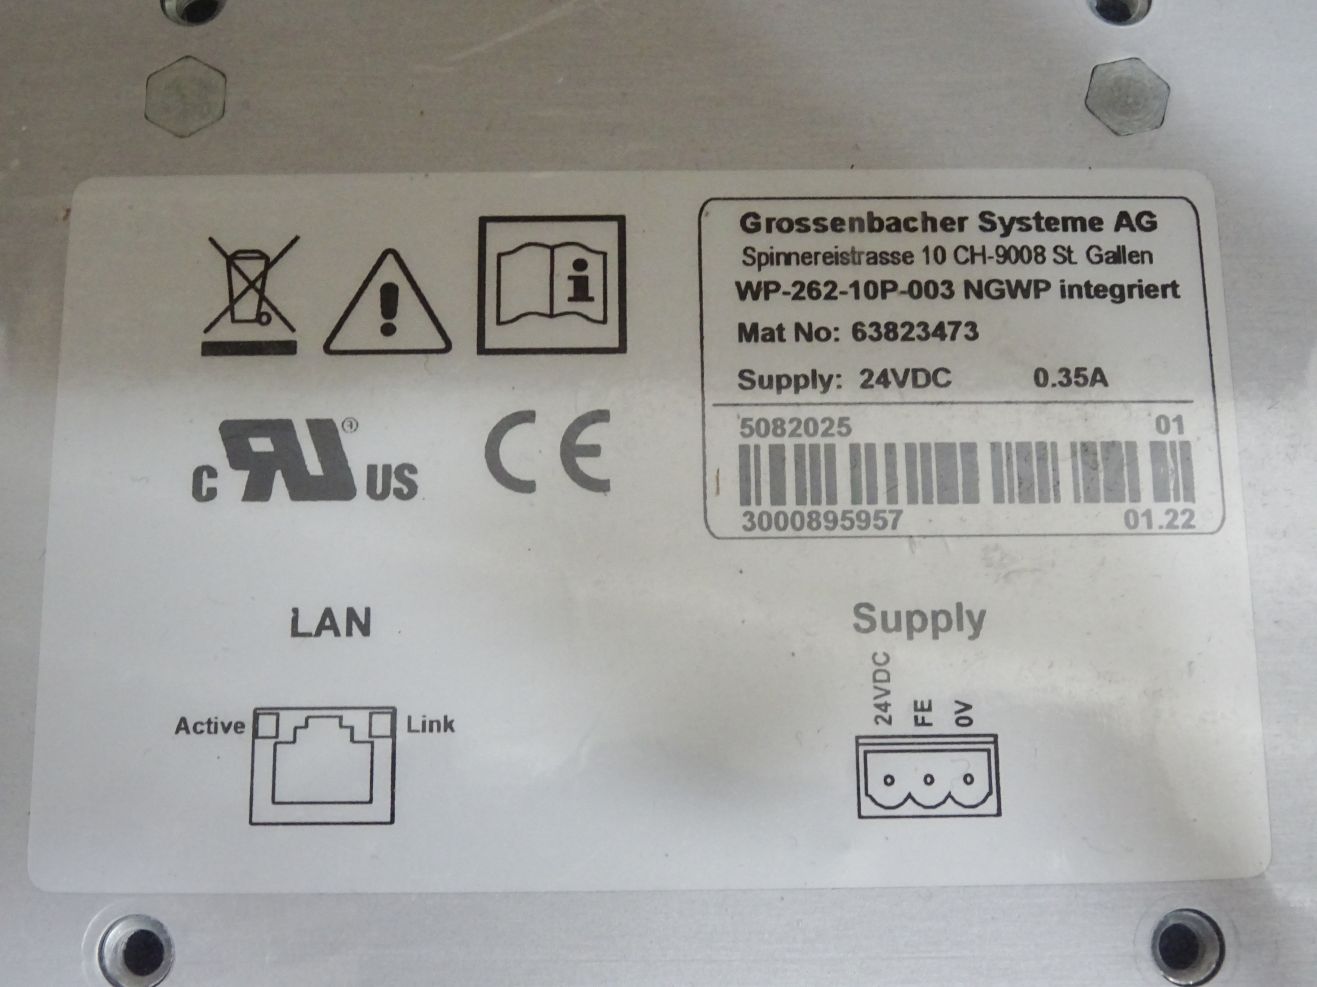 Grossenbacher Systeme AG
Spinnereistrasse 10 CH-9008 St. Gallen
WP-262-10P-003 NGWP integriert
Mat No: 63823473
Supply: 24VDC 0.35A
5082025 01
3000895957 01.22
c RU ® US CE
LAN
Active Link
Supply
24VDC
FE
0V